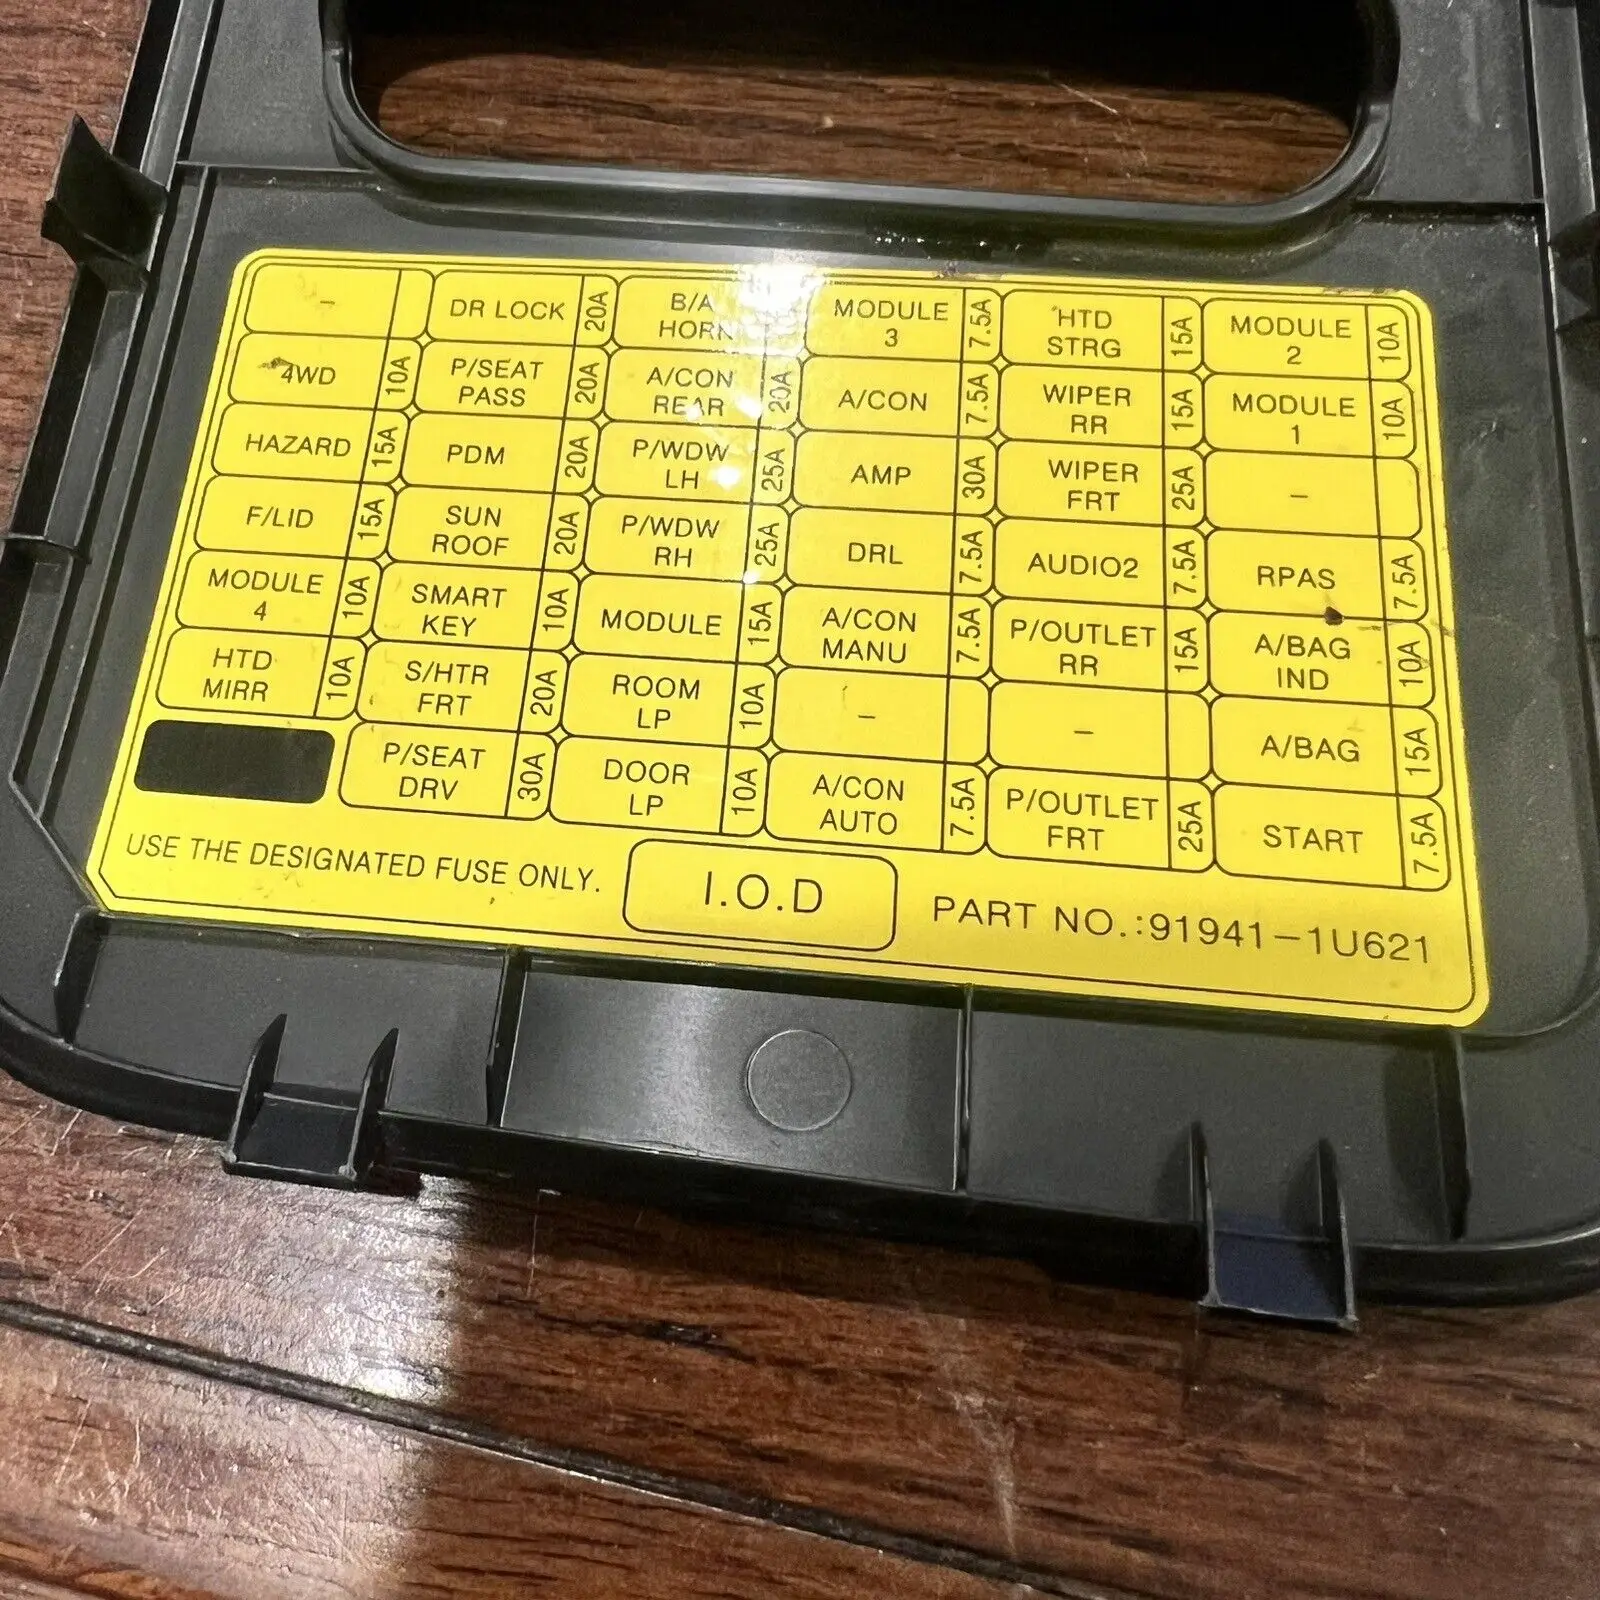 -
DR LOCK 20A
B/A
HORN
MODULE
3 7.5A
HTD
STRG 15A
MODULE
2 10A
4WD 10A
P/SEAT
PASS 20A
A/CON
REAR 20A
A/CON 7.5A
WIPER
RR 15A
MODULE
1 10A
HAZARD 15A
PDM 20A
P/WDW
LH 25A
AMP 30A
WIPER
FRT 25A
-
F/LID 15A
SUN
ROOF 20A
P/WDW
RH 25A
DRL 7.5A
AUDIO2 7.5A
RPAS 7.5A
MODULE
4 10A
SMART
KEY 10A
MODULE 15A
A/CON
MANU 7.5A
P/OUTLET
RR 15A
A/BAG
IND 10A
HTD
MIRR 10A
S/HTR
FRT 20A
ROOM
LP 10A
-
-
A/BAG 15A
P/SEAT
DRV 30A
DOOR
LP 10A
A/CON
AUTO 7.5A
P/OUTLET
FRT 25A
START 7.5A
USE THE DESIGNATED FUSE ONLY.
I.O.D
PART NO.:91941-1U621